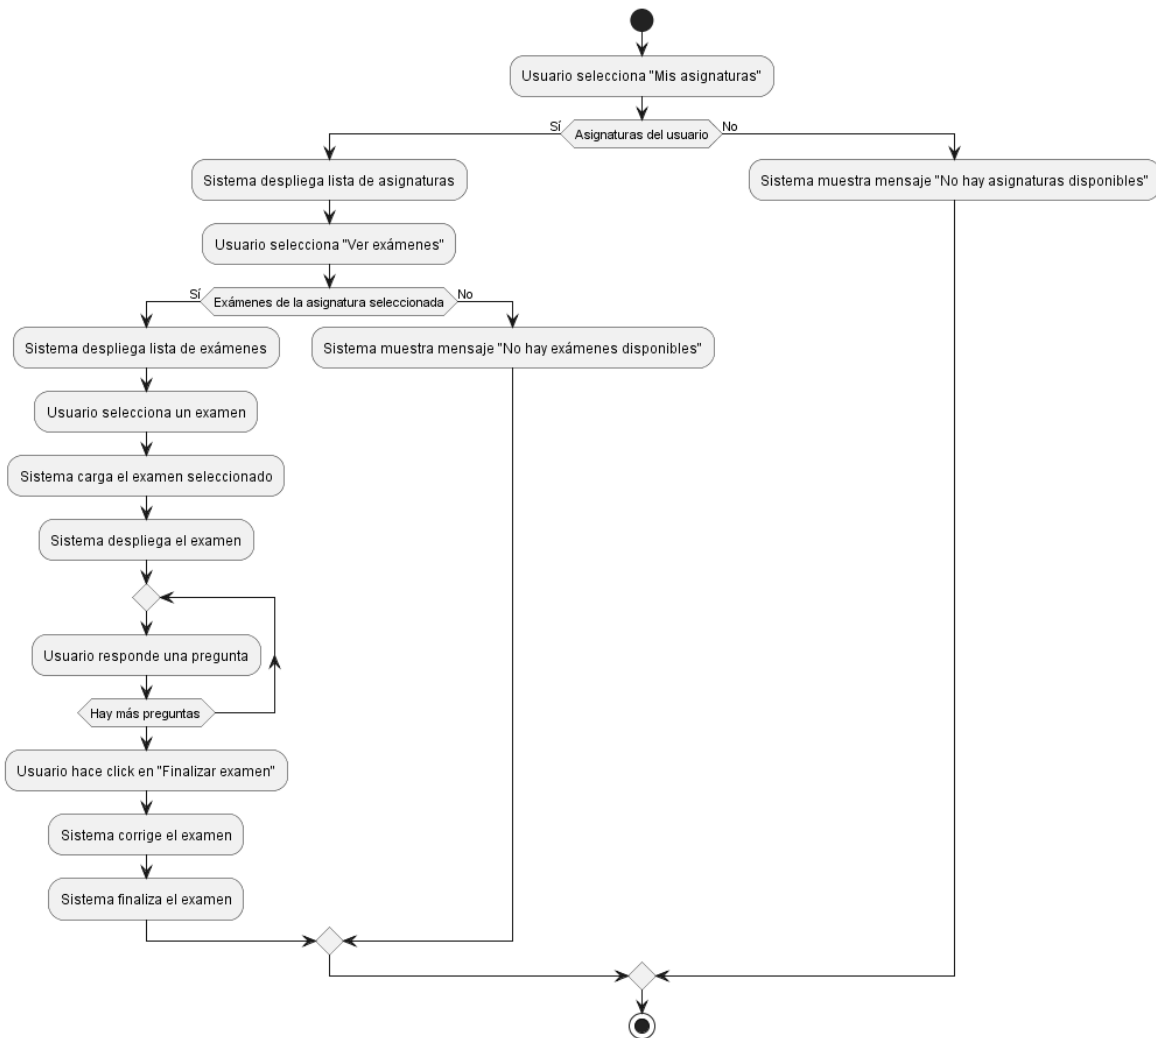 Usuario selecciona "Mis asignaturas"
Sí
Asignaturas del usuario
No
Sistema despliega lista de asignaturas
Sistema muestra mensaje "No hay asignaturas disponibles"
Usuario selecciona "Ver exámenes"
Sí
Exámenes de la asignatura seleccionada
No
Sistema despliega lista de exámenes
Sistema muestra mensaje "No hay exámenes disponibles"
Usuario selecciona un examen
Sistema carga el examen seleccionado
Sistema despliega el examen
Usuario responde una pregunta
Hay más preguntas
Usuario hace click en "Finalizar examen"
Sistema corrige el examen
Sistema finaliza el examen